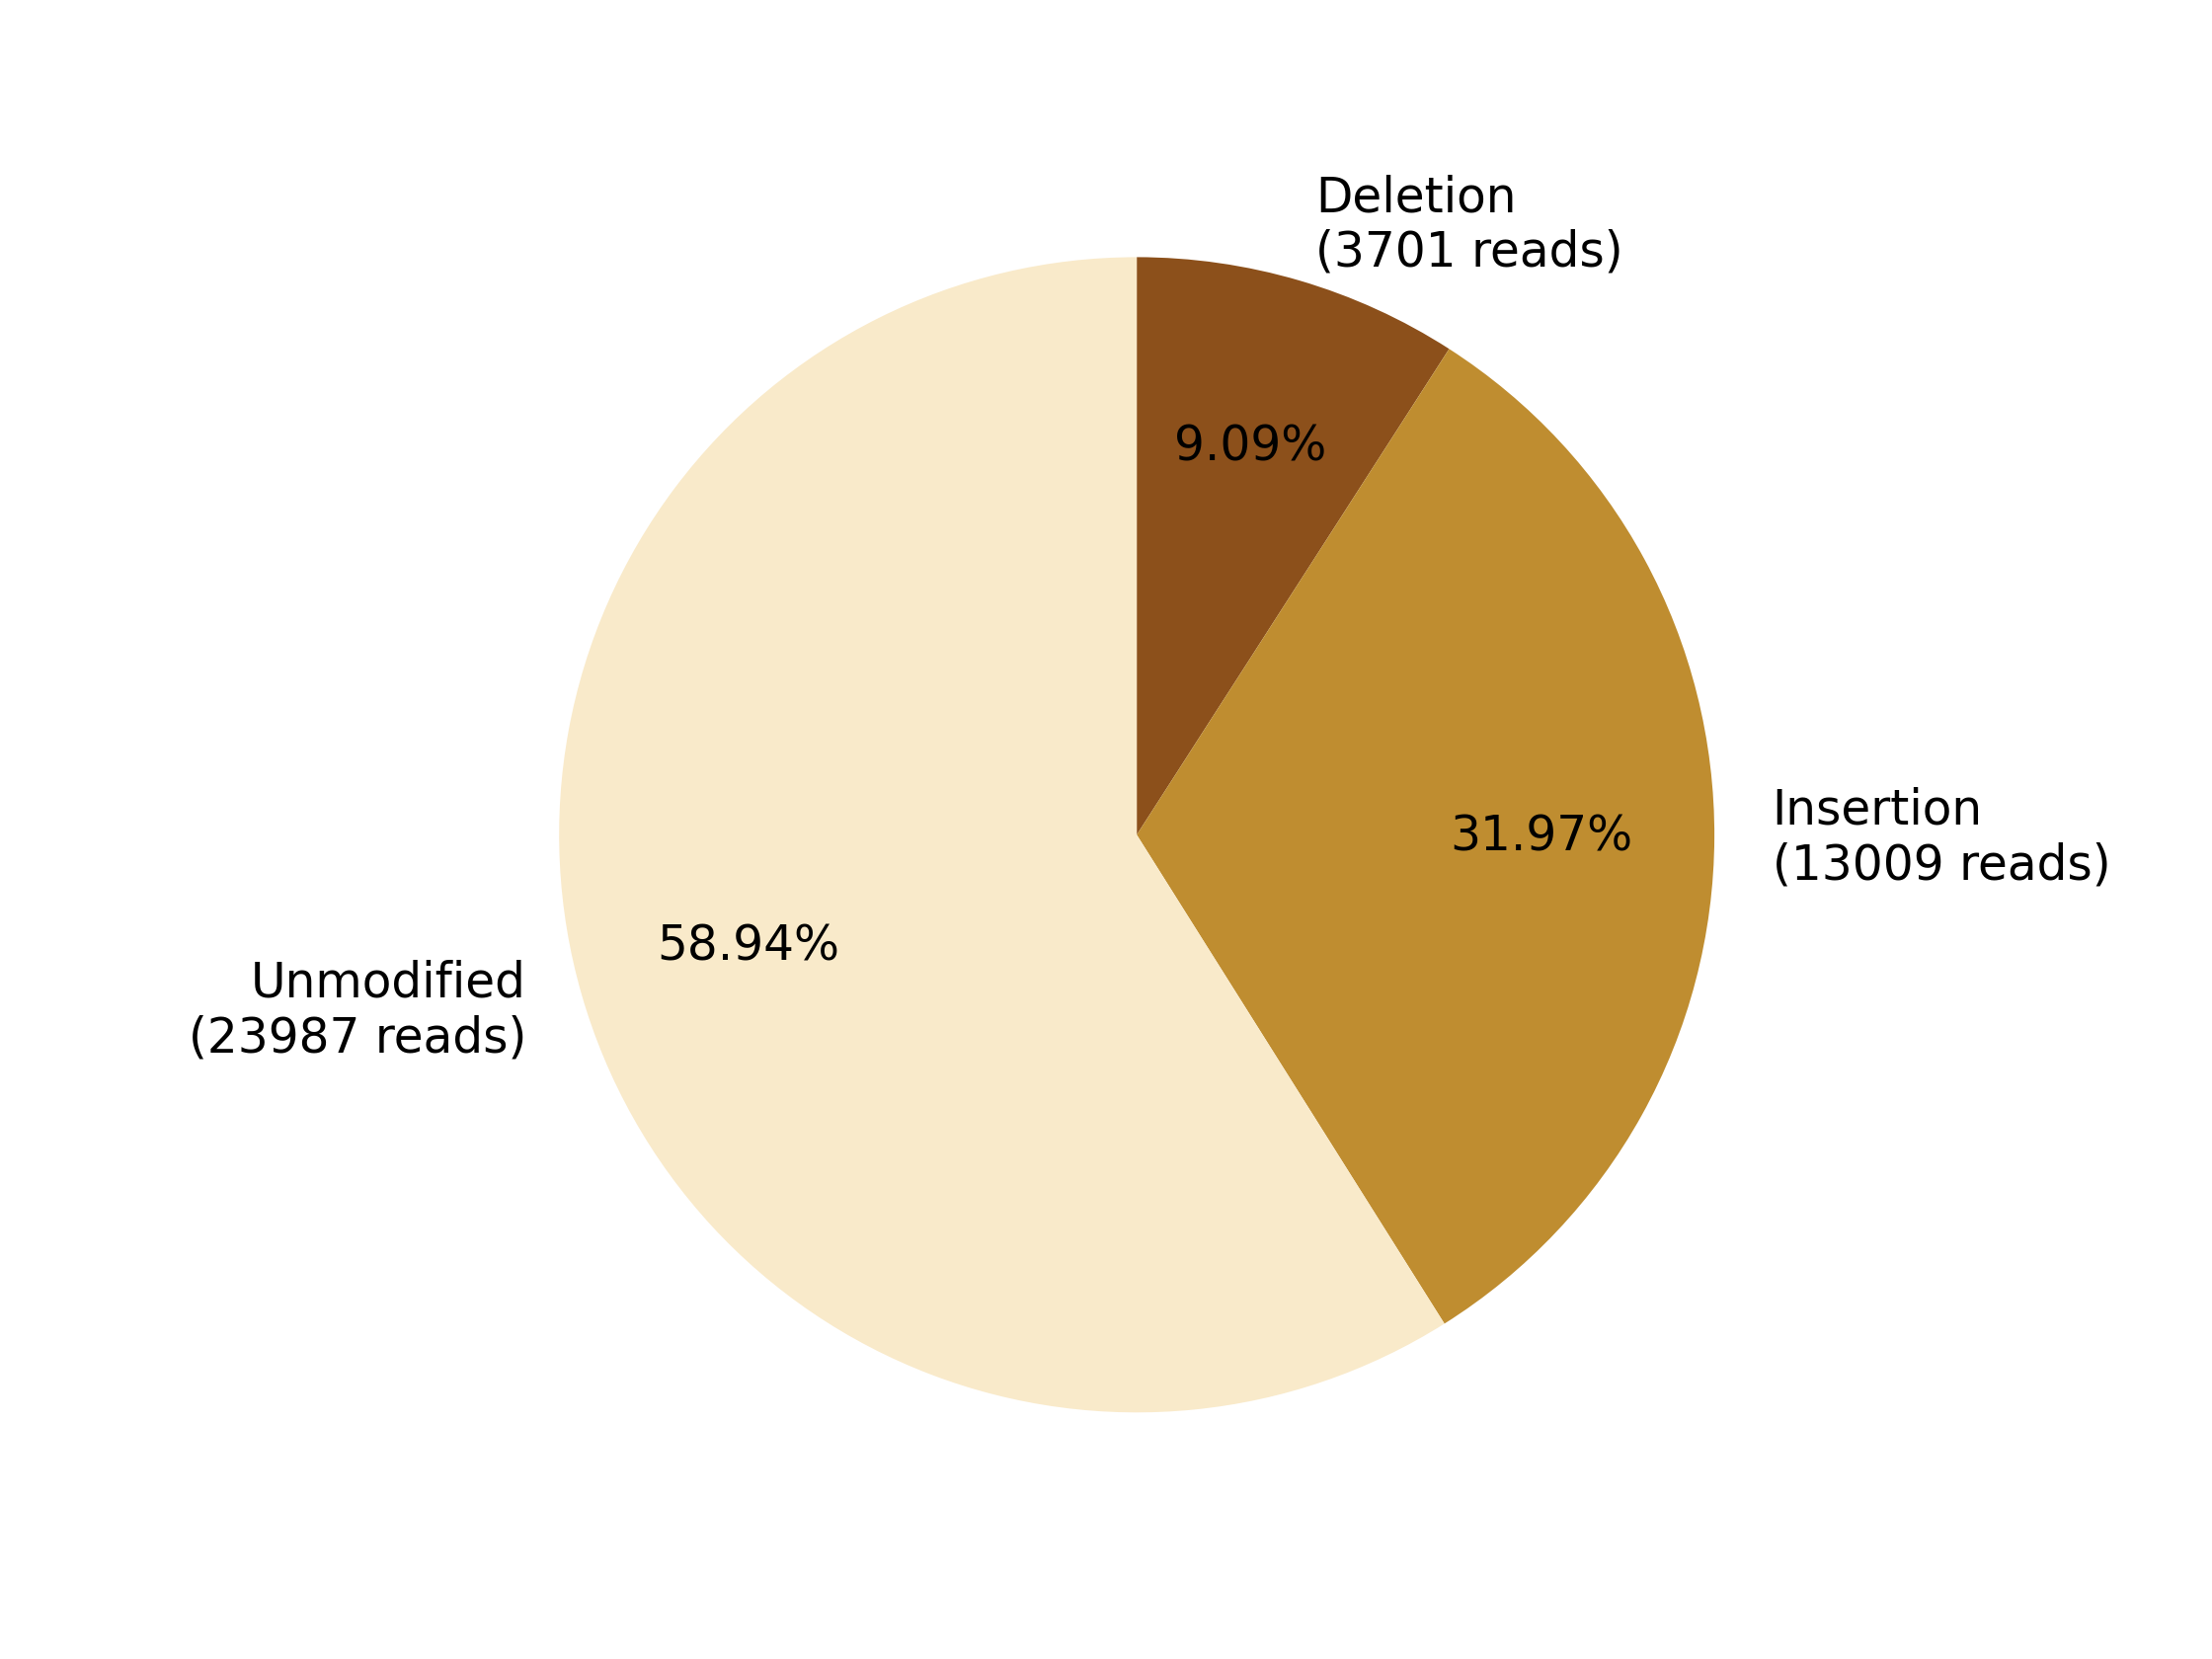 Deletion
(3701 reads)
9.09%
31.97%
Insertion
(13009 reads)
58.94%
Unmodified
(23987 reads)